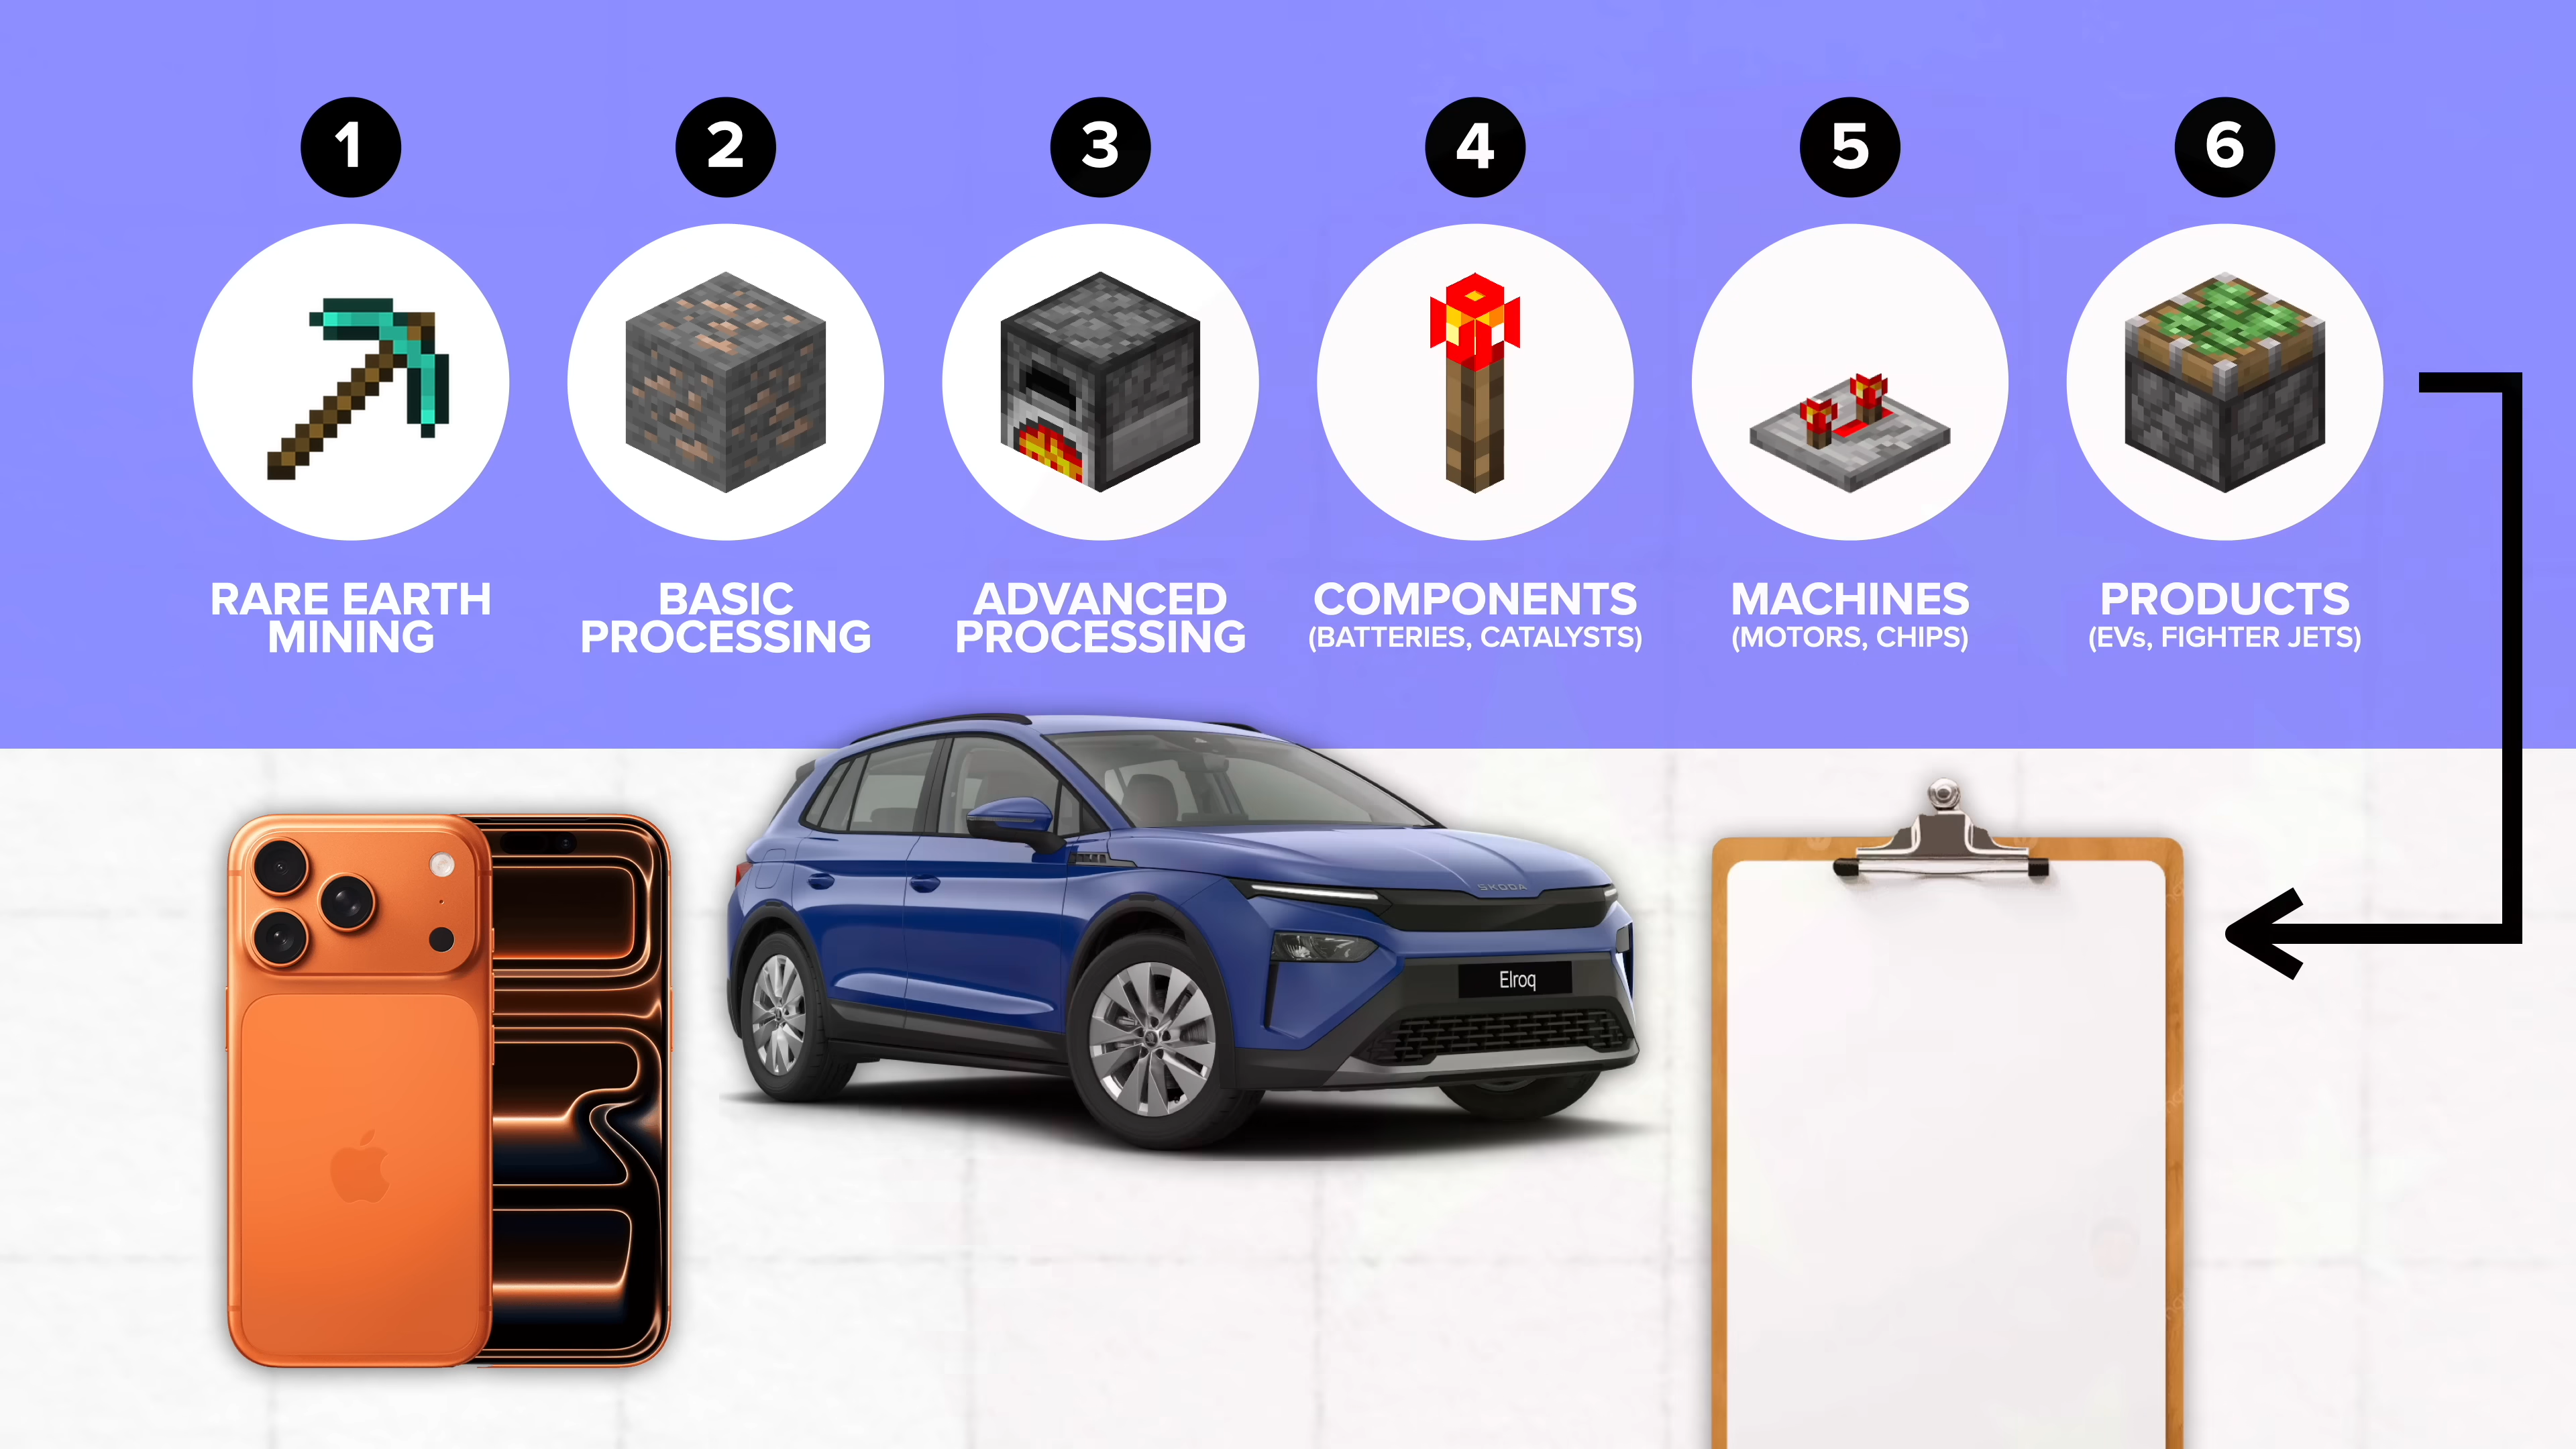 1
2
3
4
5
6
RARE EARTH
MINING
BASIC
PROCESSING
ADVANCED
PROCESSING
COMPONENTS
(BATTERIES, CATALYSTS)
MACHINES
(MOTORS, CHIPS)
PRODUCTS
(EVs, FIGHTER JETS)
SKODA
Elroq